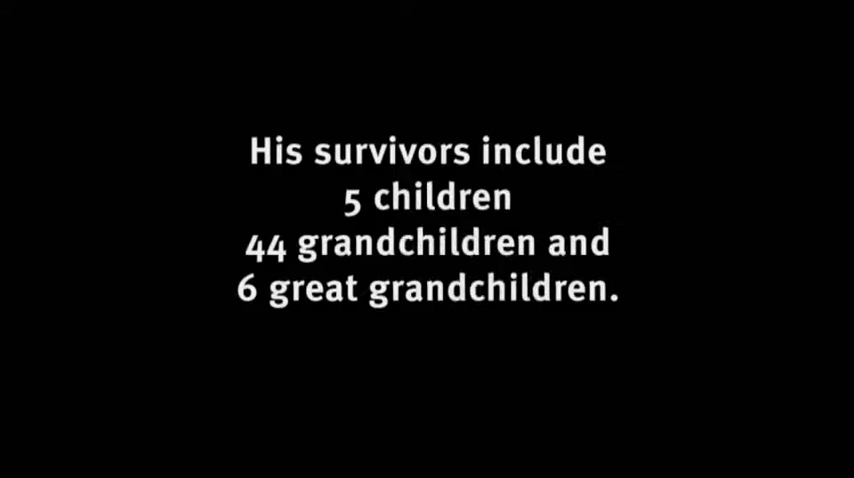 His survivors include
5 children
44 grandchildren and
6 great grandchildren.